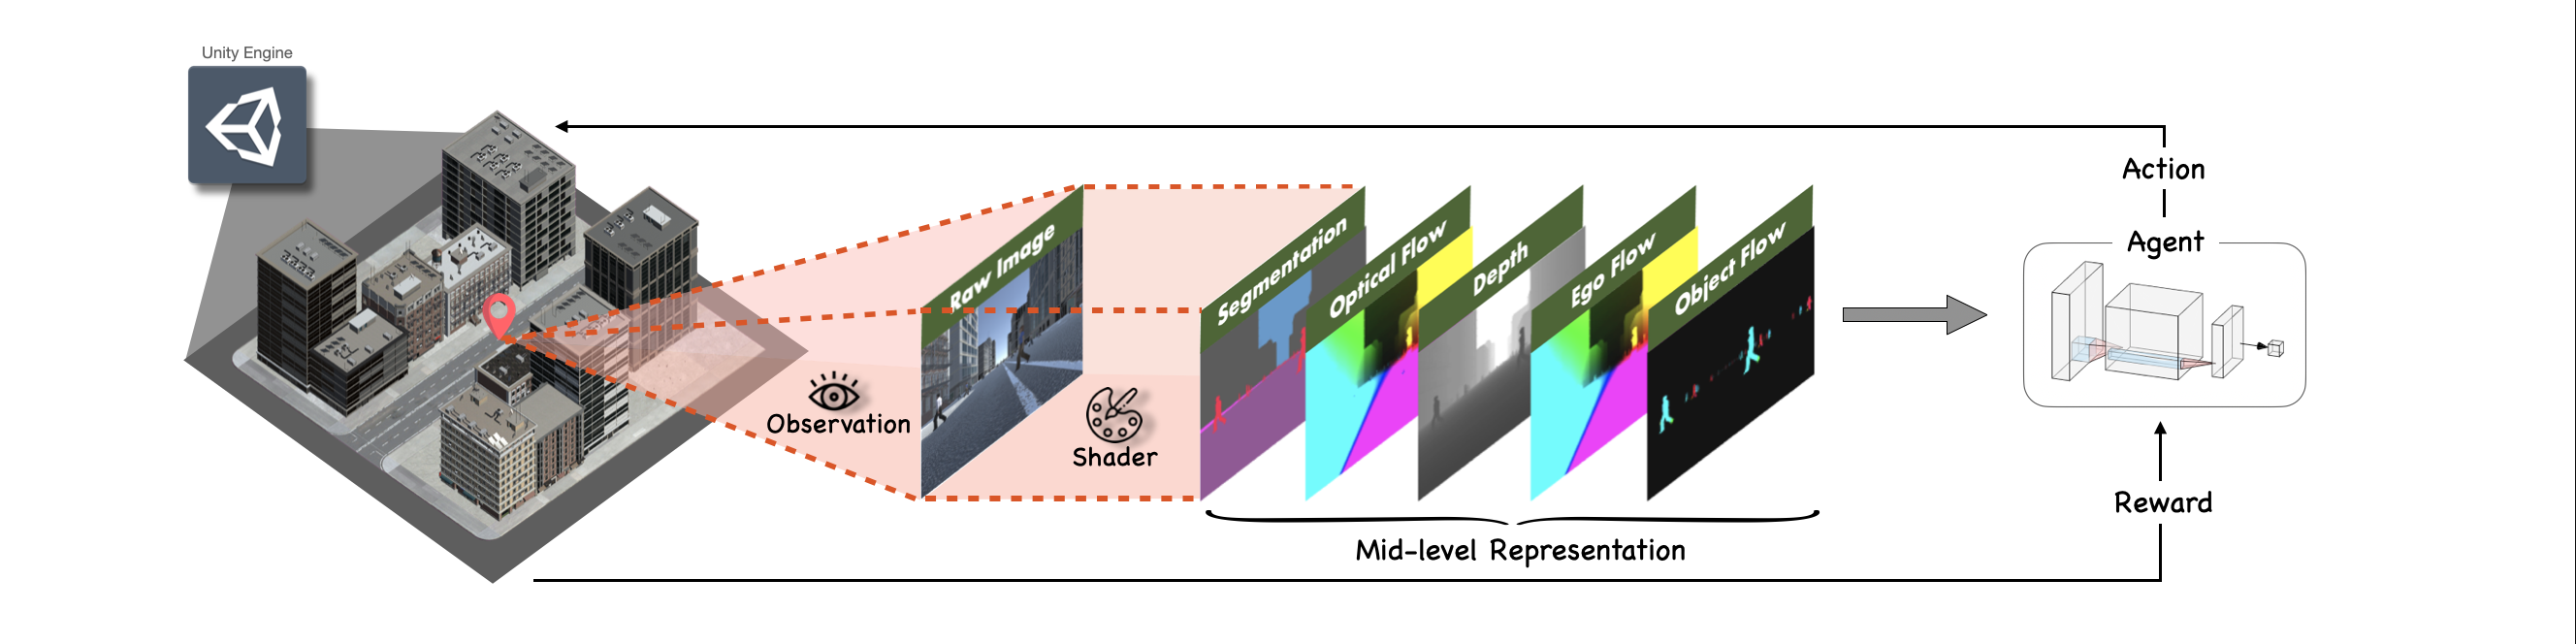 Unity Engine
Observation
Raw Image
Shader
Segmentation
Optical Flow
Depth
Ego Flow
Object Flow
Mid-level Representation
Action
Agent
Reward